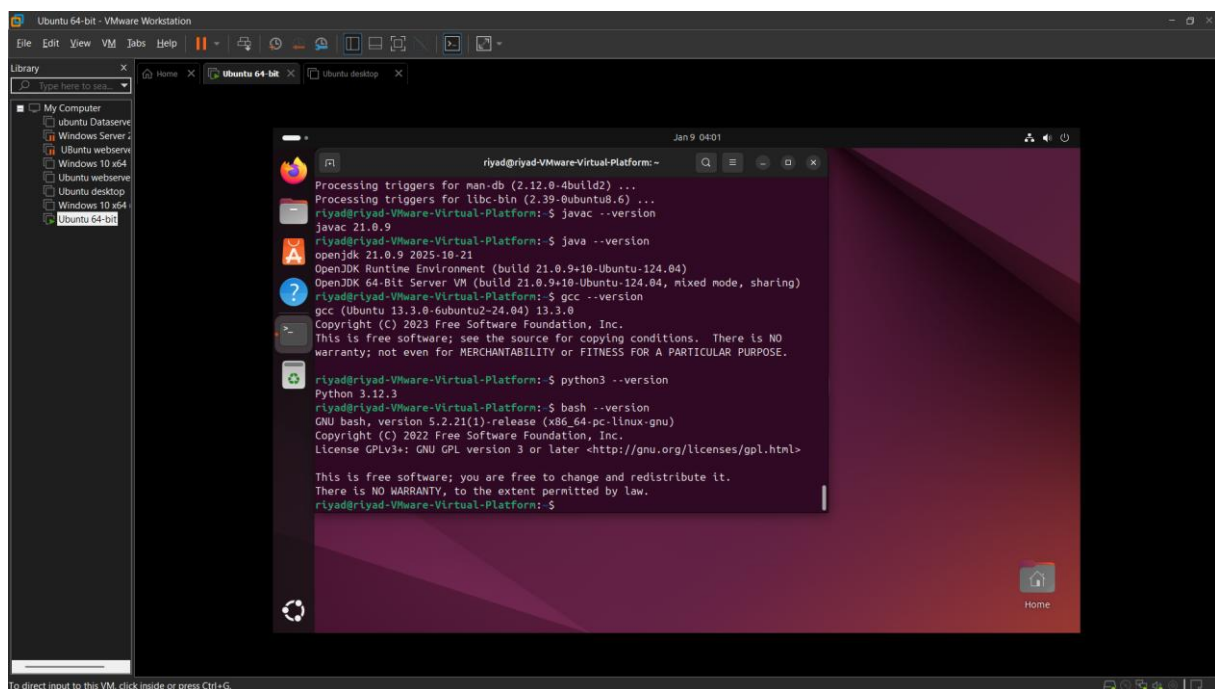 Ubuntu 64-bit - VMware Workstation
File Edit View VM Tabs Help
Library
Type here to sea...
Home
Ubuntu 64-bit
Ubuntu desktop
My Computer
ubuntu Dataserve
Windows Server 2
UBuntu webserve
Windows 10 x64
Ubuntu webserve
Ubuntu desktop
Windows 10 x64
Ubuntu 64-bit
Jan 9 04:01
riyad@riyad-VMware-Virtual-Platform: ~
Processing triggers for man-db (2.12.0-4build2) ...
Processing triggers for libc-bin (2.39-0ubuntu8.6) ...
riyad@riyad-VMware-Virtual-Platform:~$ javac --version
javac 21.0.9
riyad@riyad-VMware-Virtual-Platform:~$ java --version
openjdk 21.0.9 2025-10-21
OpenJDK Runtime Environment (build 21.0.9+10-Ubuntu-124.04)
OpenJDK 64-Bit Server VM (build 21.0.9+10-Ubuntu-124.04, mixed mode, sharing)
riyad@riyad-VMware-Virtual-Platform:~$ gcc --version
gcc (Ubuntu 13.3.0-6ubuntu2~24.04) 13.3.0
Copyright (C) 2023 Free Software Foundation, Inc.
This is free software; see the source for copying conditions.  There is NO
warranty; not even for MERCHANTABILITY or FITNESS FOR A PARTICULAR PURPOSE.
riyad@riyad-VMware-Virtual-Platform:~$ python3 --version
Python 3.12.3
riyad@riyad-VMware-Virtual-Platform:~$ bash --version
GNU bash, version 5.2.21(1)-release (x86_64-pc-linux-gnu)
Copyright (C) 2022 Free Software Foundation, Inc.
License GPLv3+: GNU GPL version 3 or later <http://gnu.org/licenses/gpl.html>
This is free software; you are free to change and redistribute it.
There is NO WARRANTY, to the extent permitted by law.
riyad@riyad-VMware-Virtual-Platform:~$
Home
To direct input to this VM, click inside or press Ctrl+G.